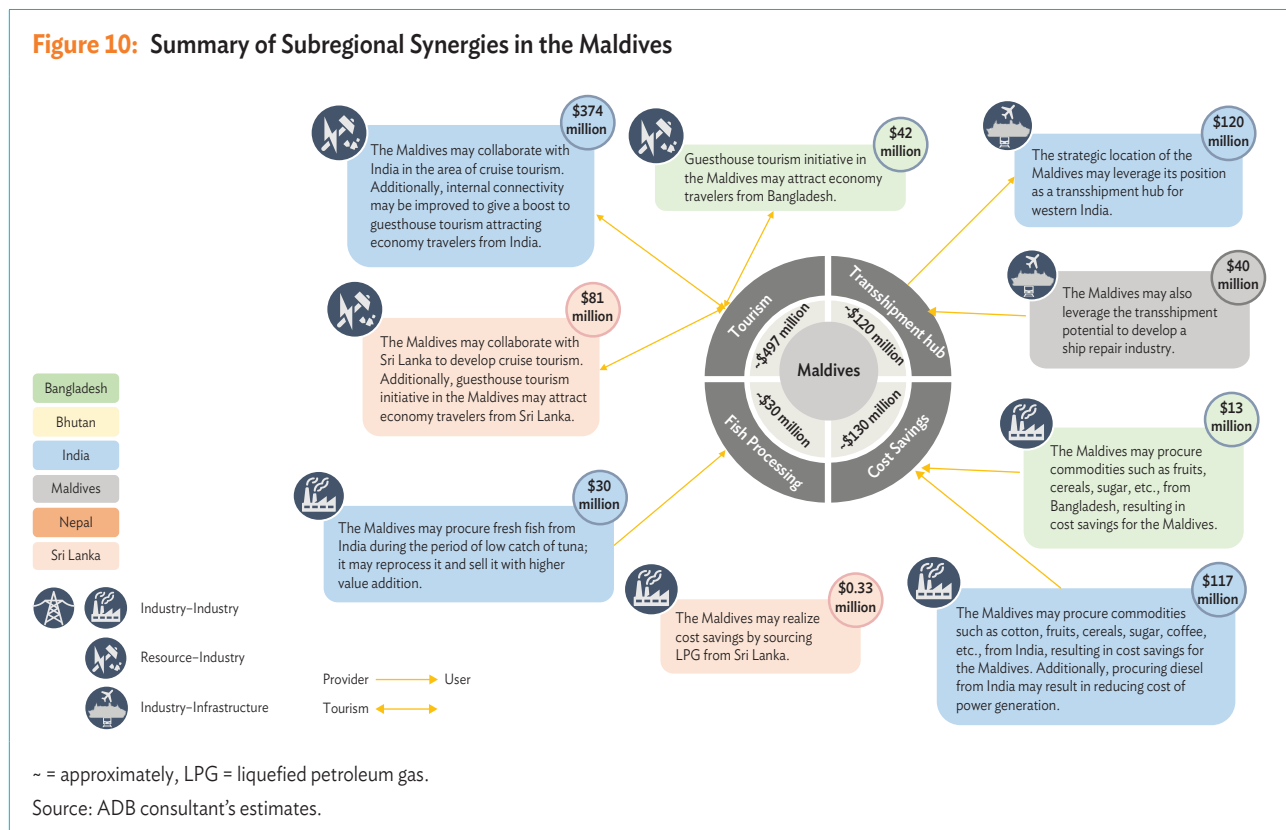 Figure 10: Summary of Subregional Synergies in the Maldives
$374
million
The Maldives may collaborate with
India in the area of cruise tourism.
Additionally, internal connectivity
may be improved to give a boost to
guesthouse tourism attracting
economy travelers from India.
$42
million
Guesthouse tourism initiative in
the Maldives may attract economy
travelers from Bangladesh.
$120
million
The strategic location of the
Maldives may leverage its position
as a transshipment hub for
western India.
$81
million
The Maldives may collaborate with
Sri Lanka to develop cruise tourism.
Additionally, guesthouse tourism
initiative in the Maldives may attract
economy travelers from Sri Lanka.
$40
million
The Maldives may also
leverage the transshipment
potential to develop a
ship repair industry.
Tourism
~$497 million
Transshipment hub
~$120 million
Maldives
Fish Processing
~$30 million
Cost Savings
~$130 million
Bangladesh
Bhutan
India
Maldives
Nepal
Sri Lanka
$30
million
The Maldives may procure fresh fish from
India during the period of low catch of tuna;
it may reprocess it and sell it with higher
value addition.
$13
million
The Maldives may procure
commodities such as fruits,
cereals, sugar, etc., from
Bangladesh, resulting in
cost savings for the Maldives.
$0.33
million
The Maldives may realize
cost savings by sourcing
LPG from Sri Lanka.
$117
million
The Maldives may procure commodities
such as cotton, fruits, cereals, sugar, coffee,
etc., from India, resulting in cost savings for
the Maldives. Additionally, procuring diesel
from India may result in reducing cost of
power generation.
Industry–Industry
Resource–Industry
Industry–Infrastructure
Provider User
Tourism
~ = approximately, LPG = liquefied petroleum gas.
Source: ADB consultant's estimates.